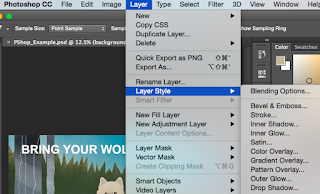 Photoshop CC File Edit Image Layer Type Select Filter 3D View Window
Sample Size: Point Sample
Show Sampling Ring
PShop_Example.psd @ 12.5% (background
New
Copy CSS
Duplicate Layer...
Delete
Quick Export as PNG ⇧⌘'
Export As... ⌥⇧⌘'
Rename Layer...
Layer Style
Smart Filter
New Fill Layer
New Adjustment Layer
Layer Content Options...
Layer Mask
Vector Mask
Create Clipping Mask ⌥⌘G
Smart Objects
Video Layers
Color Swatches
Blending Options...
Bevel & Emboss...
Stroke...
Inner Shadow...
Inner Glow...
Satin...
Color Overlay...
Gradient Overlay...
Pattern Overlay...
Outer Glow...
Drop Shadow...
BRING YOUR WOL